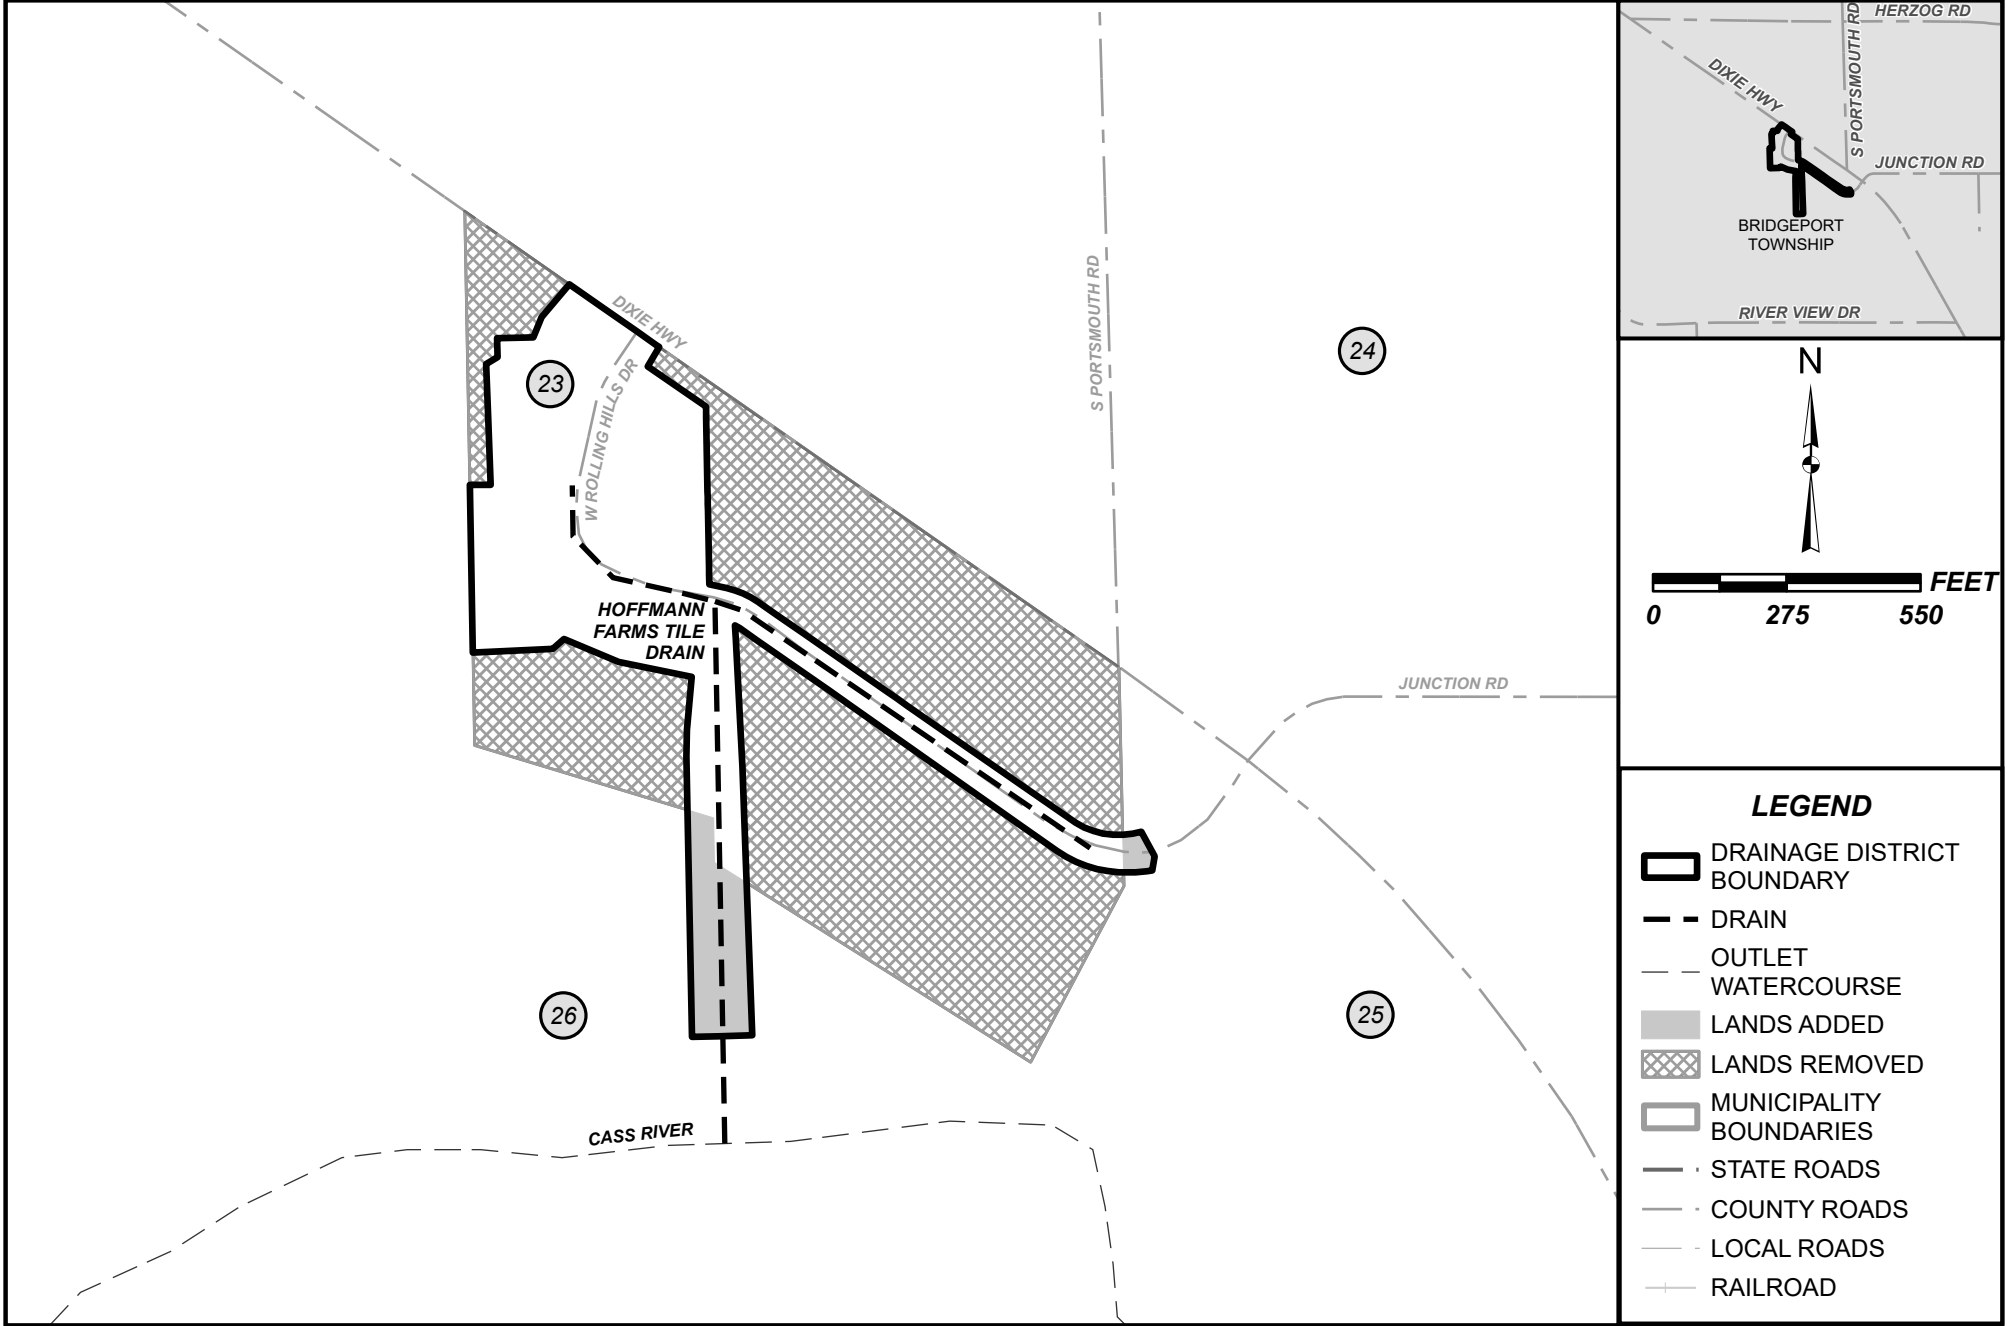 DIXIE HWY
W ROLLING HILLS DR
S PORTSMOUTH RD
23
24
HOFFMANN
FARMS TILE
DRAIN
JUNCTION RD
26
25
CASS RIVER
HERZOG RD
DIXIE HWY
S PORTSMOUTH RD
JUNCTION RD
BRIDGEPORT
TOWNSHIP
RIVER VIEW DR
N
FEET
0 275 550
LEGEND
DRAINAGE DISTRICT
BOUNDARY
DRAIN
OUTLET
WATERCOURSE
LANDS ADDED
LANDS REMOVED
MUNICIPALITY
BOUNDARIES
STATE ROADS
COUNTY ROADS
LOCAL ROADS
RAILROAD